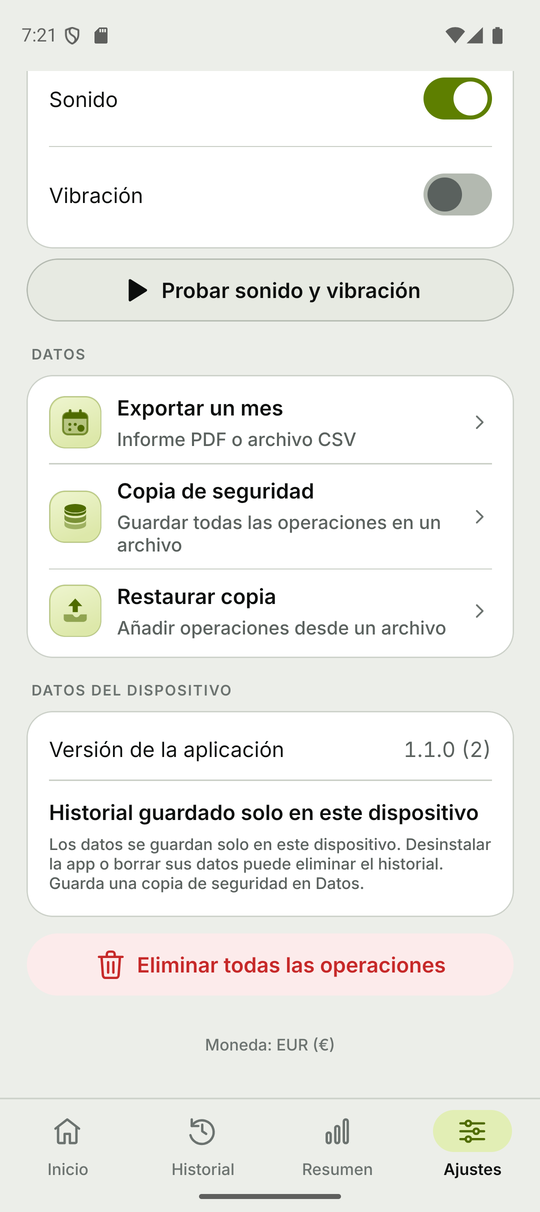 7:21
Sonido
Vibración
Probar sonido y vibración
DATOS
Exportar un mes
Informe PDF o archivo CSV
Copia de seguridad
Guardar todas las operaciones en un
archivo
Restaurar copia
Añadir operaciones desde un archivo
DATOS DEL DISPOSITIVO
Versión de la aplicación 1.1.0 (2)
Historial guardado solo en este dispositivo
Los datos se guardan solo en este dispositivo. Desinstalar
la app o borrar sus datos puede eliminar el historial.
Guarda una copia de seguridad en Datos.
Eliminar todas las operaciones
Moneda: EUR (€)
Inicio Historial Resumen Ajustes